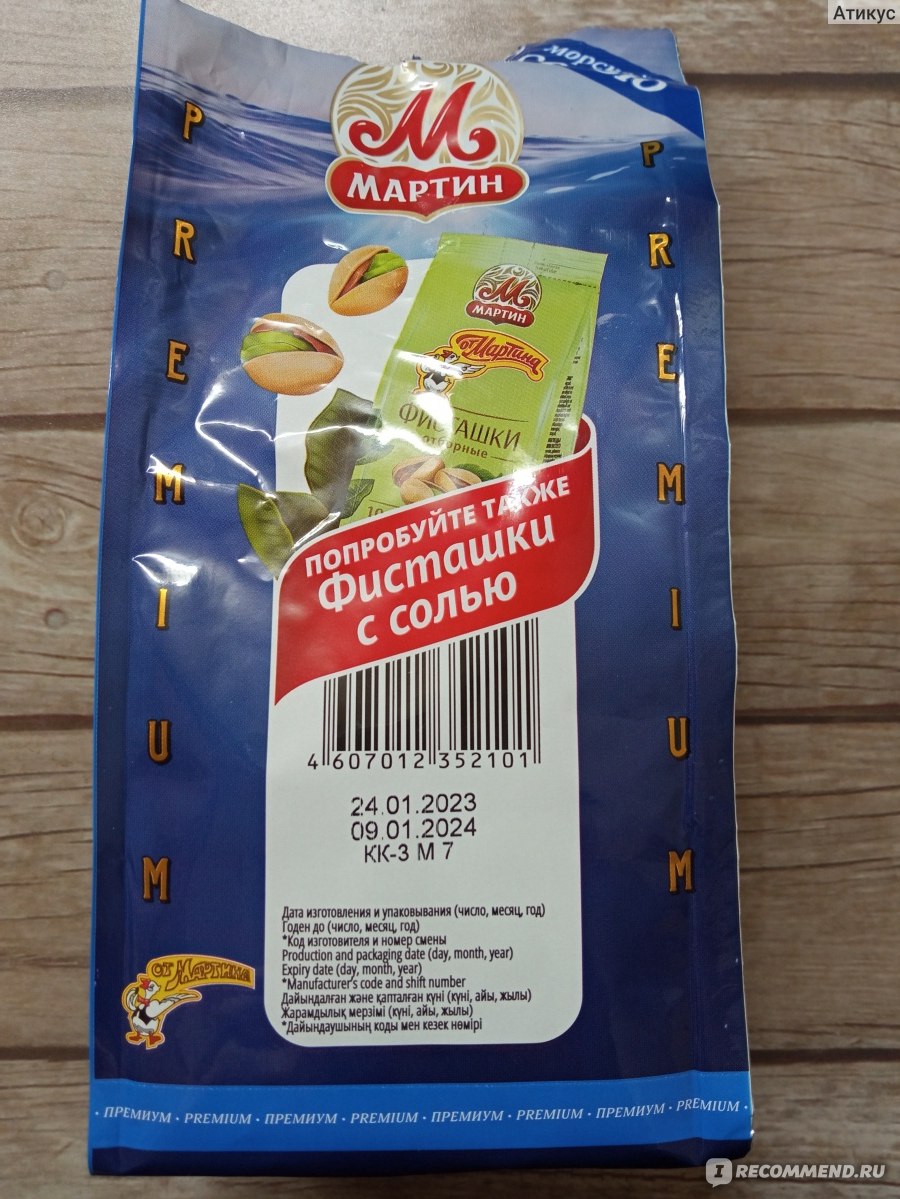 Атикус
морскую
М
МАРТИН
PREMIUM
PREMIUM
М
МАРТИН
от Мартина
ФИСТАШКИ
отборные
ПОПРОБУЙТЕ ТАКЖЕ
Фисташки
с солью
4 607012 352101
24.01.2023
09.01.2024
КК-3 М 7
Дата изготовления и упаковывания (число, месяц, год)
Годен до (число, месяц, год)
*Код изготовителя и номер смены
Production and packaging date (day, month, year)
Expiry date (day, month, year)
*Manufacturer's code and shift number
Дайындалған және қапталған күні (күні, айы, жылы)
Жарамдылық мерзімі (күні, айы, жылы)
*Дайындаушының коды мен кезек нөмірі
от Мартина
· ПРЕМИУМ · PREMIUM · ПРЕМИУМ · PREMIUM · ПРЕМИУМ · PREMIUM · ПРЕМИУМ · PREMIUM ·
IRECOMMEND.RU